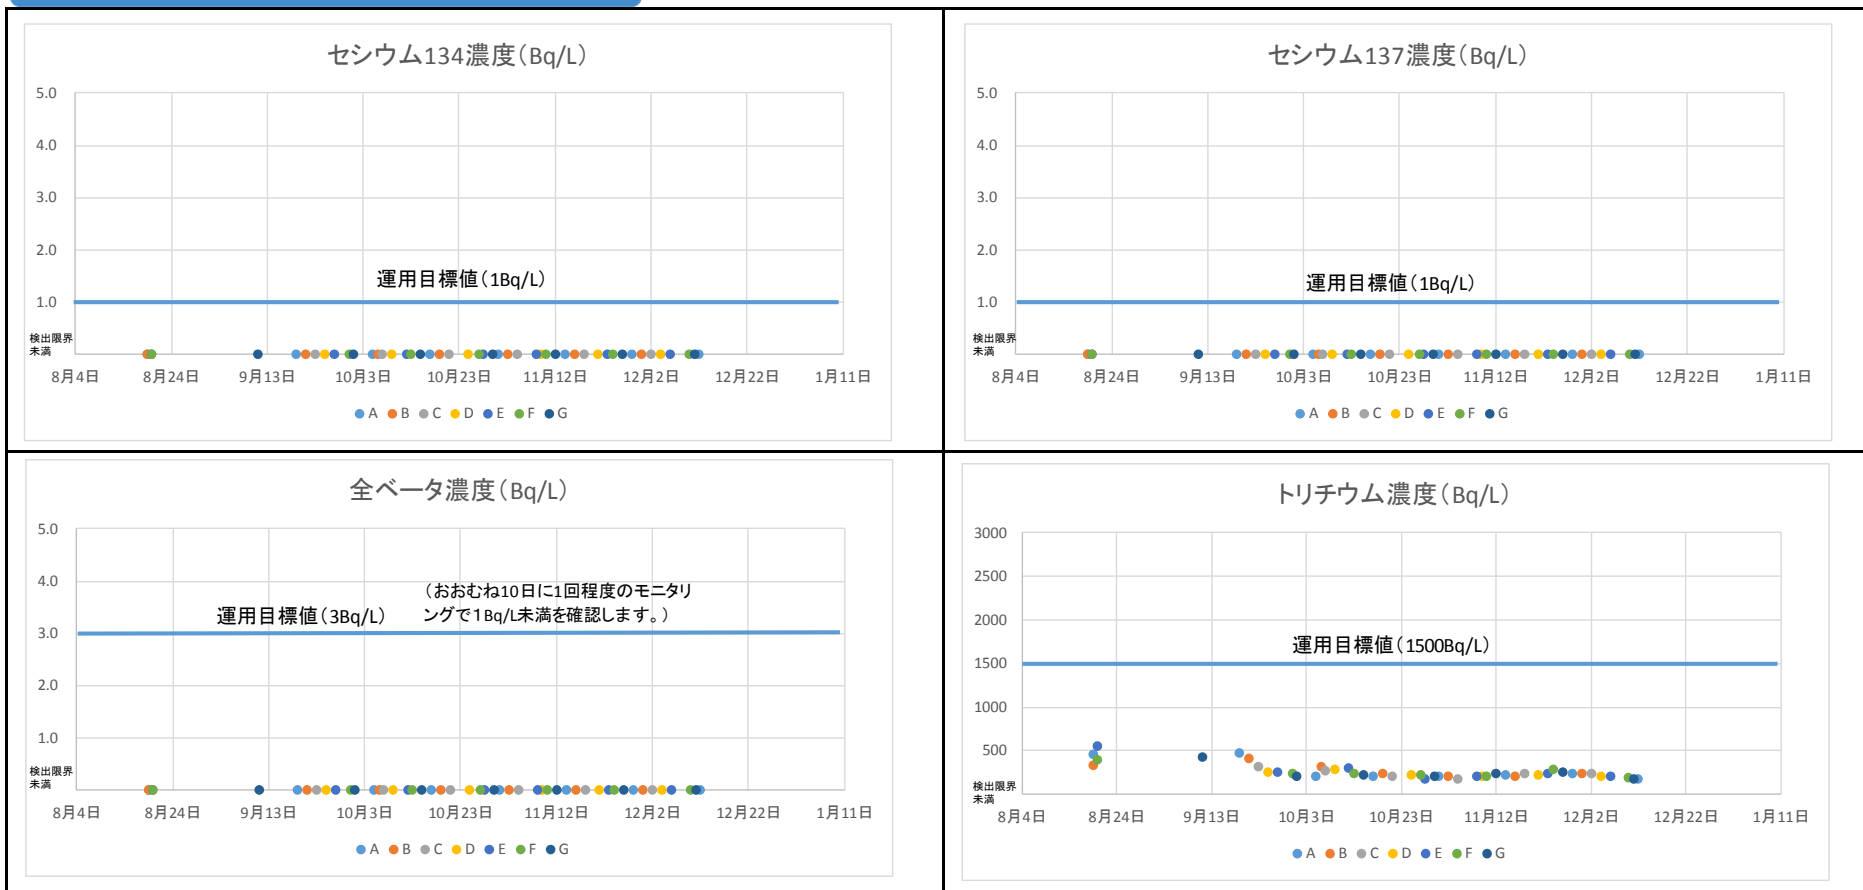 セシウム134濃度(Bq/L)
5.0
4.0
3.0
2.0
運用目標値(1Bq/L)
1.0
検出限界
未満
8月4日 8月24日 9月13日 10月3日 10月23日 11月12日 12月2日 12月22日 1月11日
A B C D E F G
セシウム137濃度(Bq/L)
5.0
4.0
3.0
2.0
運用目標値(1Bq/L)
1.0
検出限界
未満
8月4日 8月24日 9月13日 10月3日 10月23日 11月12日 12月2日 12月22日 1月11日
A B C D E F G
全ベータ濃度(Bq/L)
5.0
4.0
(おおむね10日に1回程度のモニタリ
運用目標値(3Bq/L) ングで1Bq/L未満を確認します。)
3.0
2.0
1.0
検出限界
未満
8月4日 8月24日 9月13日 10月3日 10月23日 11月12日 12月2日 12月22日 1月11日
A B C D E F G
トリチウム濃度(Bq/L)
3000
2500
2000
運用目標値(1500Bq/L)
1500
1000
500
検出限界
未満
8月4日 8月24日 9月13日 10月3日 10月23日 11月12日 12月2日 12月22日 1月11日
A B C D E F G